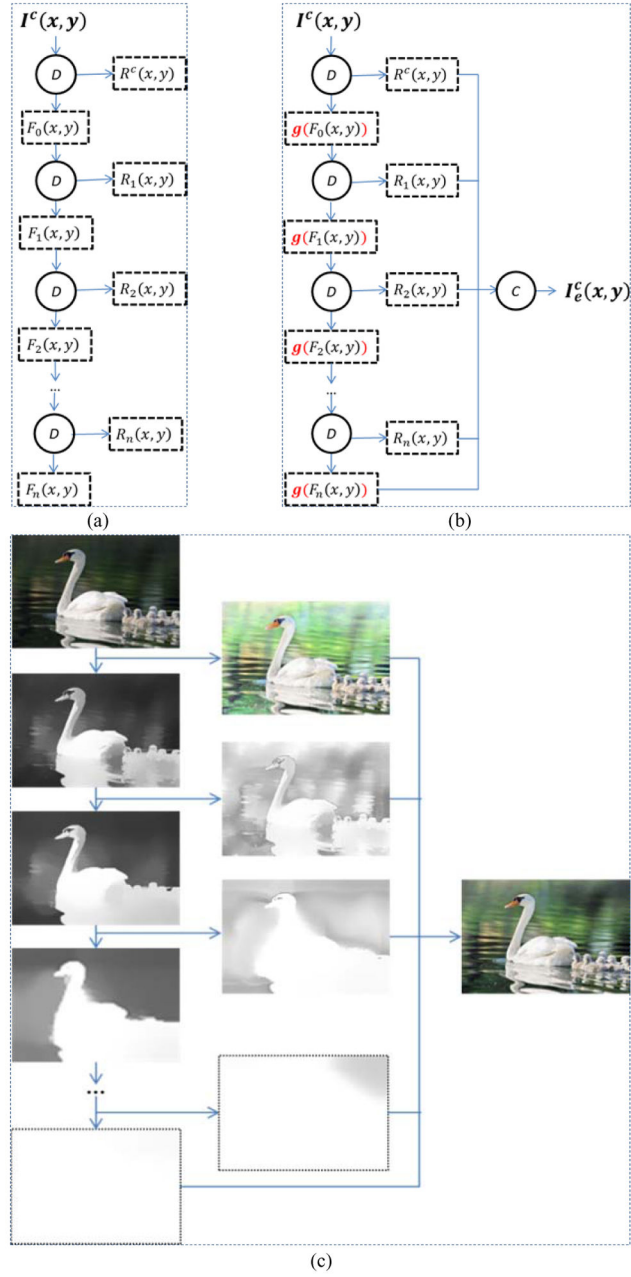 I^c(x, y)
D
R^c(x, y)
F_0(x, y)
D
R_1(x, y)
F_1(x, y)
D
R_2(x, y)
F_2(x, y)
...
D
R_n(x, y)
F_n(x, y)
(a)
I^c(x, y)
D
R^c(x, y)
g(F_0(x, y))
D
R_1(x, y)
g(F_1(x, y))
D
R_2(x, y)
C
I_e^c(x, y)
g(F_2(x, y))
...
D
R_n(x, y)
g(F_n(x, y))
(b)
...
(c)